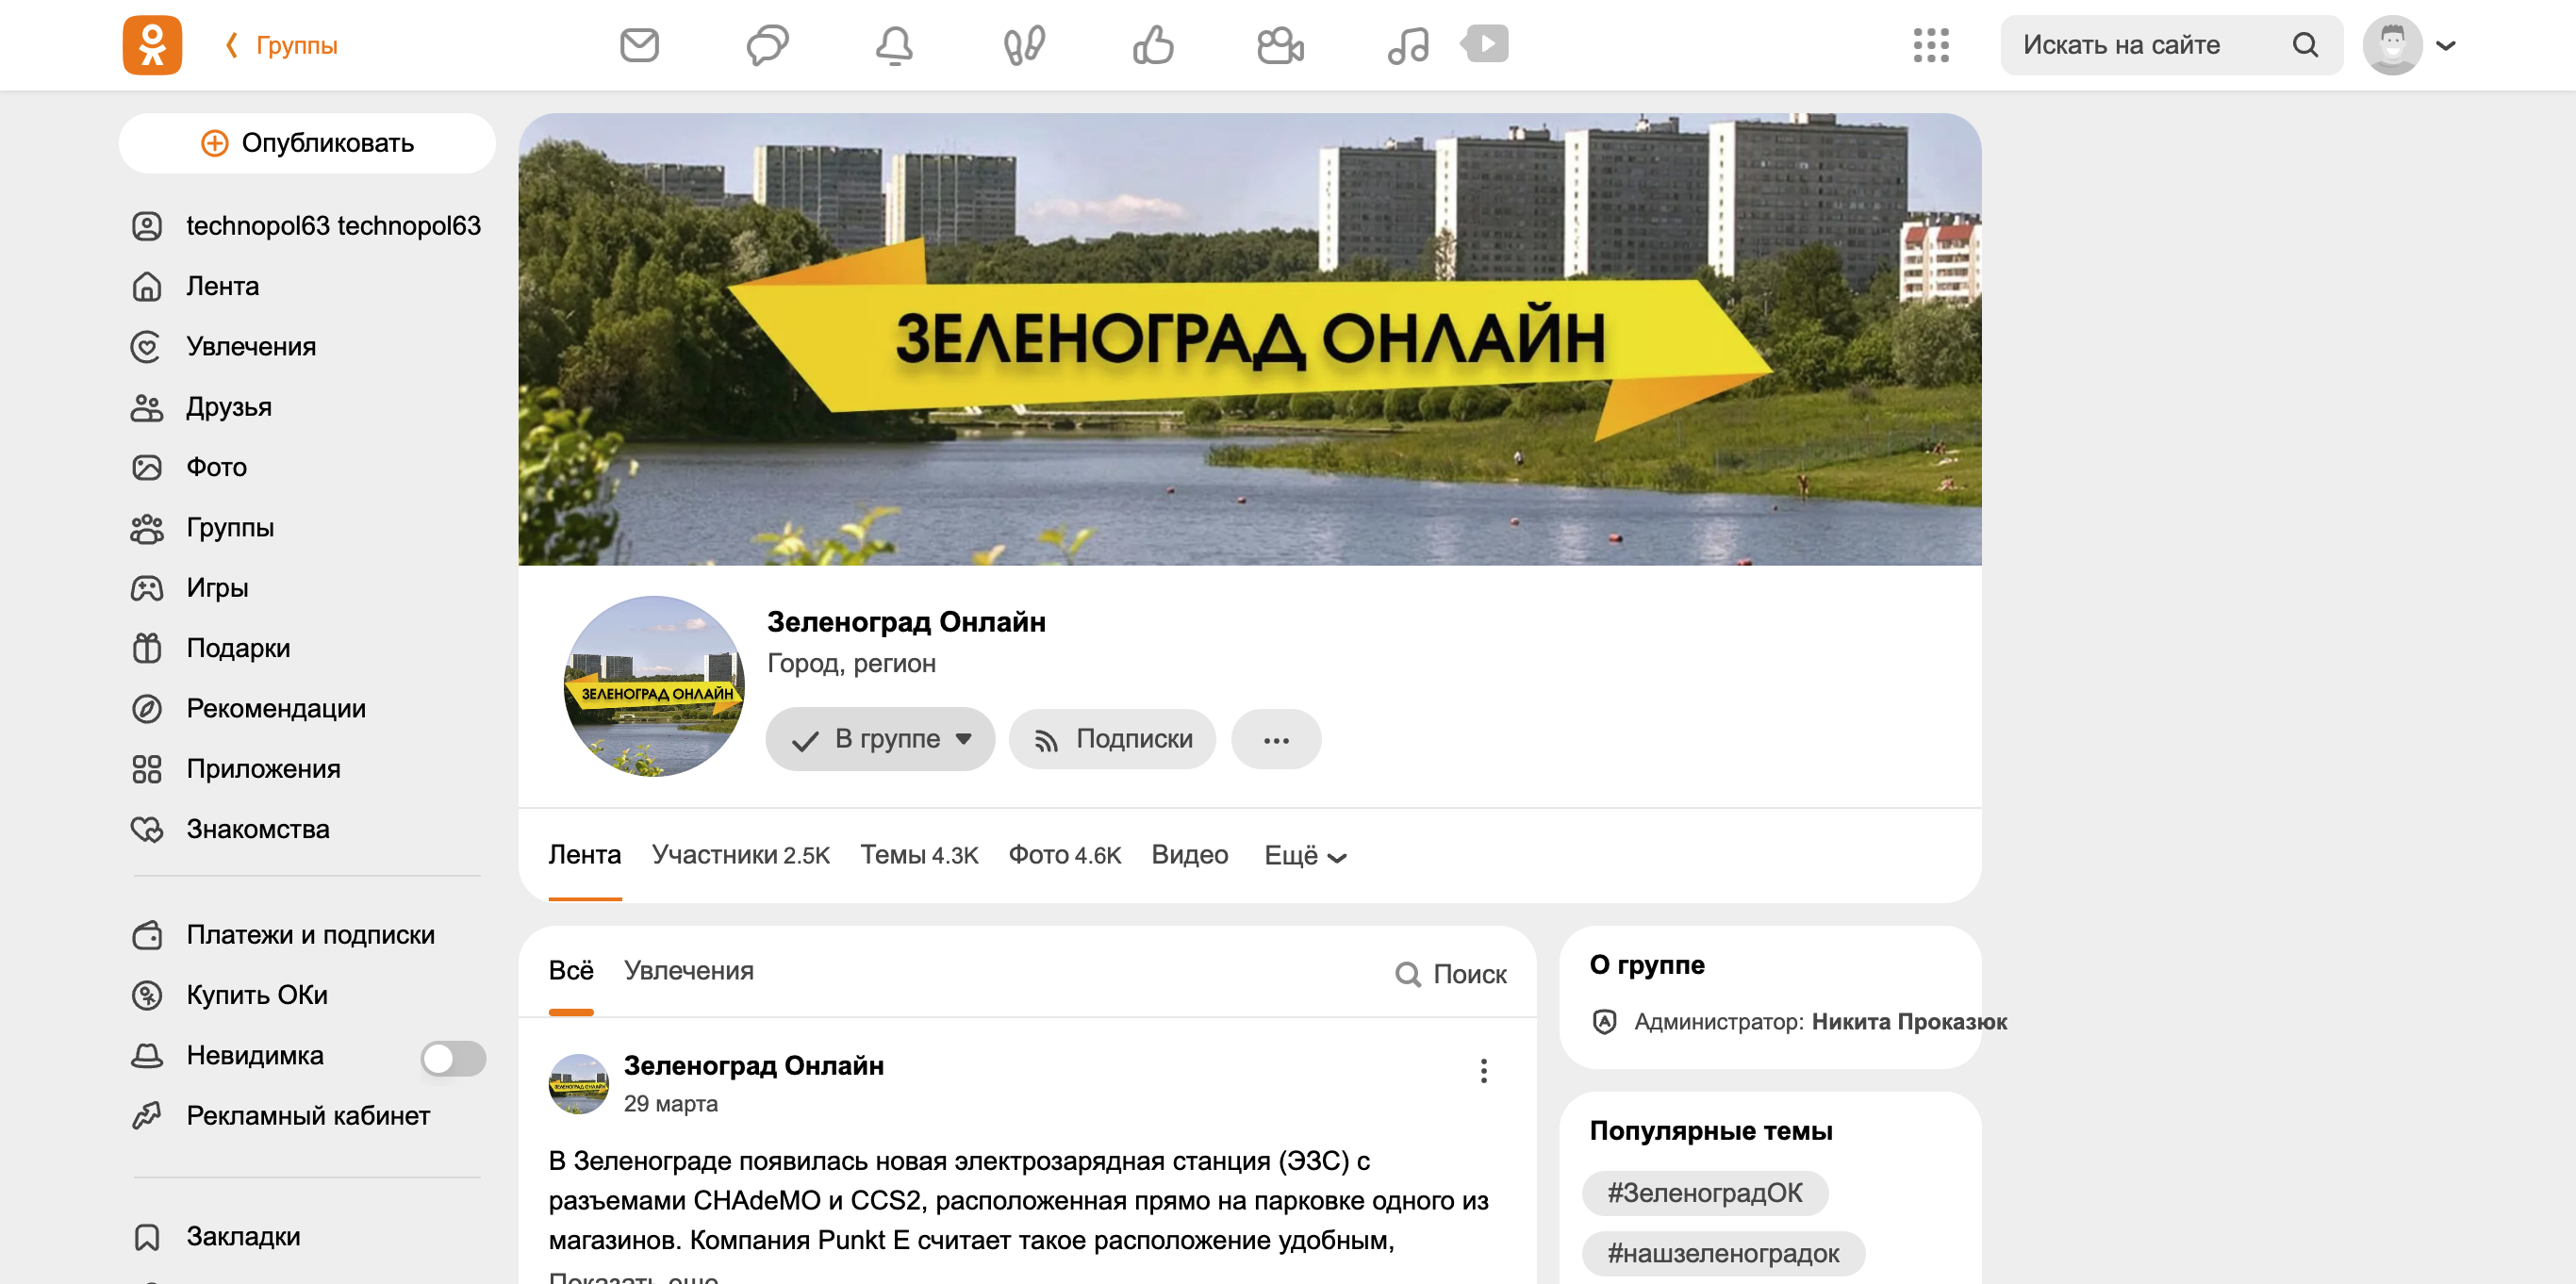 Группы
Искать на сайте
Опубликовать
technopol63 technopol63
Лента
Увлечения
Друзья
Фото
Группы
Игры
Подарки
Рекомендации
Приложения
Знакомства
Платежи и подписки
Купить ОКи
Невидимка
Рекламный кабинет
Закладки
ЗЕЛЕНОГРАД ОНЛАЙН
ЗЕЛЕНОГРАД ОНЛАЙН
Зеленоград Онлайн
Город, регион
В группе
Подписки
Лента Участники 2.5K Темы 4.3K Фото 4.6K Видео Ещё
Всё Увлечения Поиск
ЗЕЛЕНОГРАД ОНЛАЙН
Зеленоград Онлайн
29 марта
В Зеленограде появилась новая электрозарядная станция (ЭЗС) с
разъемами CHAdeMO и CCS2, расположенная прямо на парковке одного из
магазинов. Компания Punkt E считает такое расположение удобным,
Показать еще
О группе
Администратор: Никита Проказюк
Популярные темы
#ЗеленоградОК
#нашзеленоградок